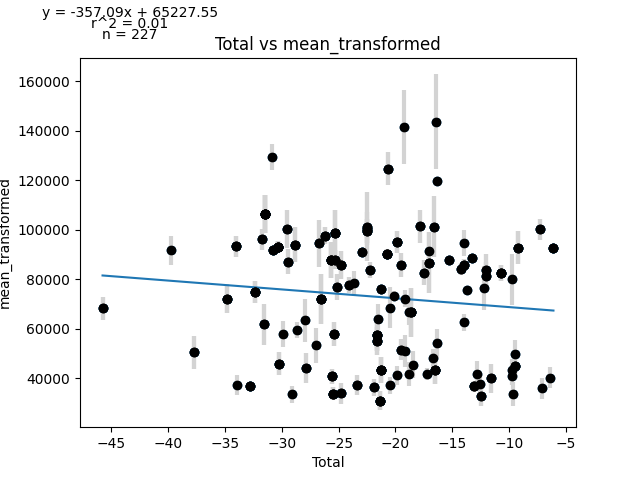 y = -357.09x + 65227.55
r^2 = 0.01
n = 227
Total vs mean_transformed
160000
140000
120000
100000
80000
60000
40000
mean_transformed
−45
−40
−35
−30
−25
−20
−15
−10
−5
Total